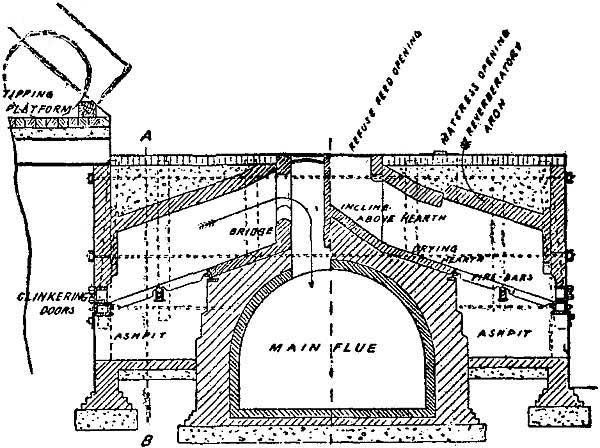 TIPPING
PLATFORM
REFUSE FEED OPENING
MATTRESS OPENING
& REVERBERATORY
ARCH
A
INCLINE
ABOVE HEARTH
BRIDGE
DRYING
HEARTH
FIRE BARS
CLINKERING
DOORS
ASHPIT
MAIN FLUE
ASHPIT
B